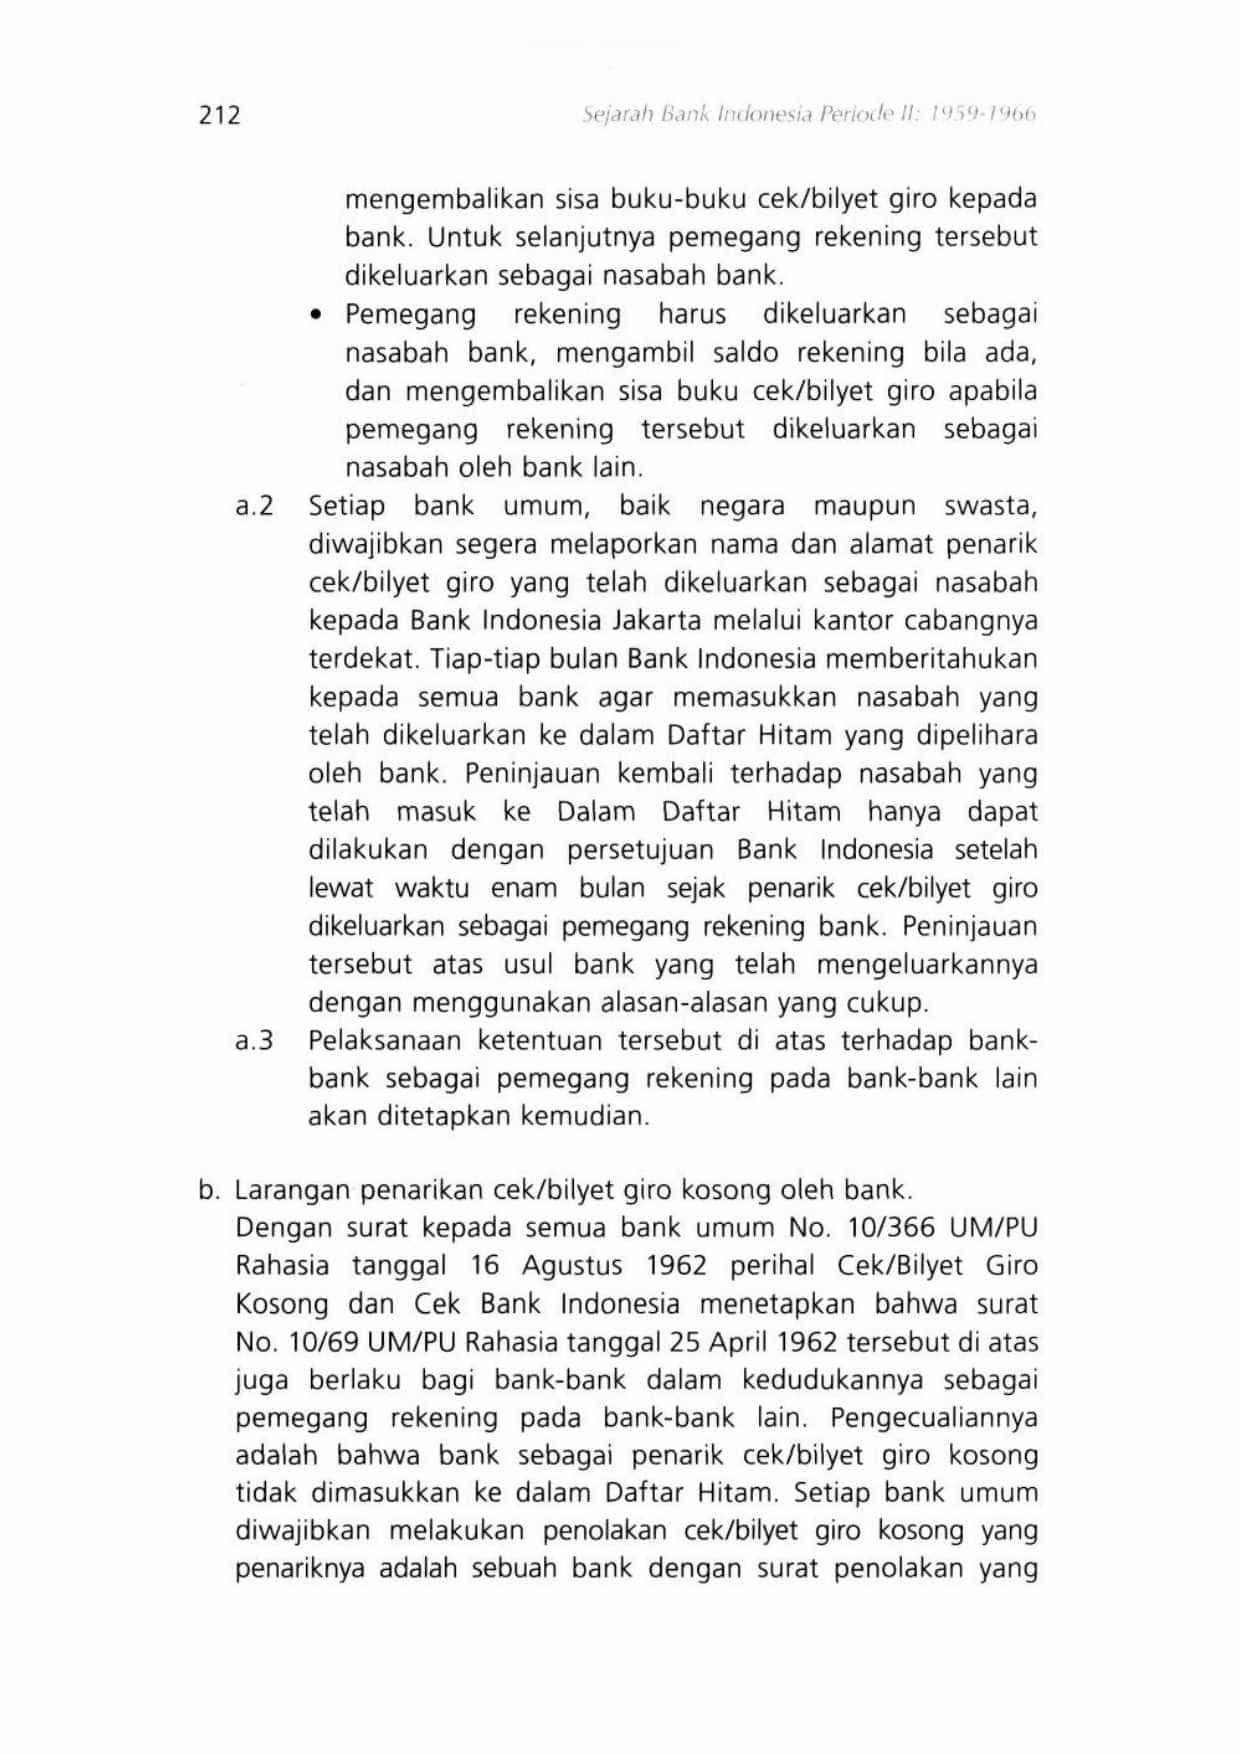 212
Sejarah Bank Indonesia Periode II: 1959-1966
mengembalikan sisa buku-buku cek/bilyet giro kepada
bank. Untuk selanjutnya pemegang rekening tersebut
dikeluarkan sebagai nasabah bank.
• Pemegang rekening harus dikeluarkan sebagai
nasabah bank, mengambil saldo rekening bila ada,
dan mengembalikan sisa buku cek/bilyet giro apabila
pemegang rekening tersebut dikeluarkan sebagai
nasabah oleh bank lain.
a.2 Setiap bank umum, baik negara maupun swasta,
diwajibkan segera melaporkan nama dan alamat penarik
cek/bilyet giro yang telah dikeluarkan sebagai nasabah
kepada Bank Indonesia Jakarta melalui kantor cabangnya
terdekat. Tiap-tiap bulan Bank Indonesia memberitahukan
kepada semua bank agar memasukkan nasabah yang
telah dikeluarkan ke dalam Daftar Hitam yang dipelihara
oleh bank. Peninjauan kembali terhadap nasabah yang
telah masuk ke Dalam Daftar Hitam hanya dapat
dilakukan dengan persetujuan Bank Indonesia setelah
lewat waktu enam bulan sejak penarik cek/bilyet giro
dikeluarkan sebagai pemegang rekening bank. Peninjauan
tersebut atas usul bank yang telah mengeluarkannya
dengan menggunakan alasan-alasan yang cukup.
a.3 Pelaksanaan ketentuan tersebut di atas terhadap bank-
bank sebagai pemegang rekening pada bank-bank lain
akan ditetapkan kemudian.
b. Larangan penarikan cek/bilyet giro kosong oleh bank.
Dengan surat kepada semua bank umum No. 10/366 UM/PU
Rahasia tanggal 16 Agustus 1962 perihal Cek/Bilyet Giro
Kosong dan Cek Bank Indonesia menetapkan bahwa surat
No. 10/69 UM/PU Rahasia tanggal 25 April 1962 tersebut di atas
juga berlaku bagi bank-bank dalam kedudukannya sebagai
pemegang rekening pada bank-bank lain. Pengecualiannya
adalah bahwa bank sebagai penarik cek/bilyet giro kosong
tidak dimasukkan ke dalam Daftar Hitam. Setiap bank umum
diwajibkan melakukan penolakan cek/bilyet giro kosong yang
penariknya adalah sebuah bank dengan surat penolakan yang